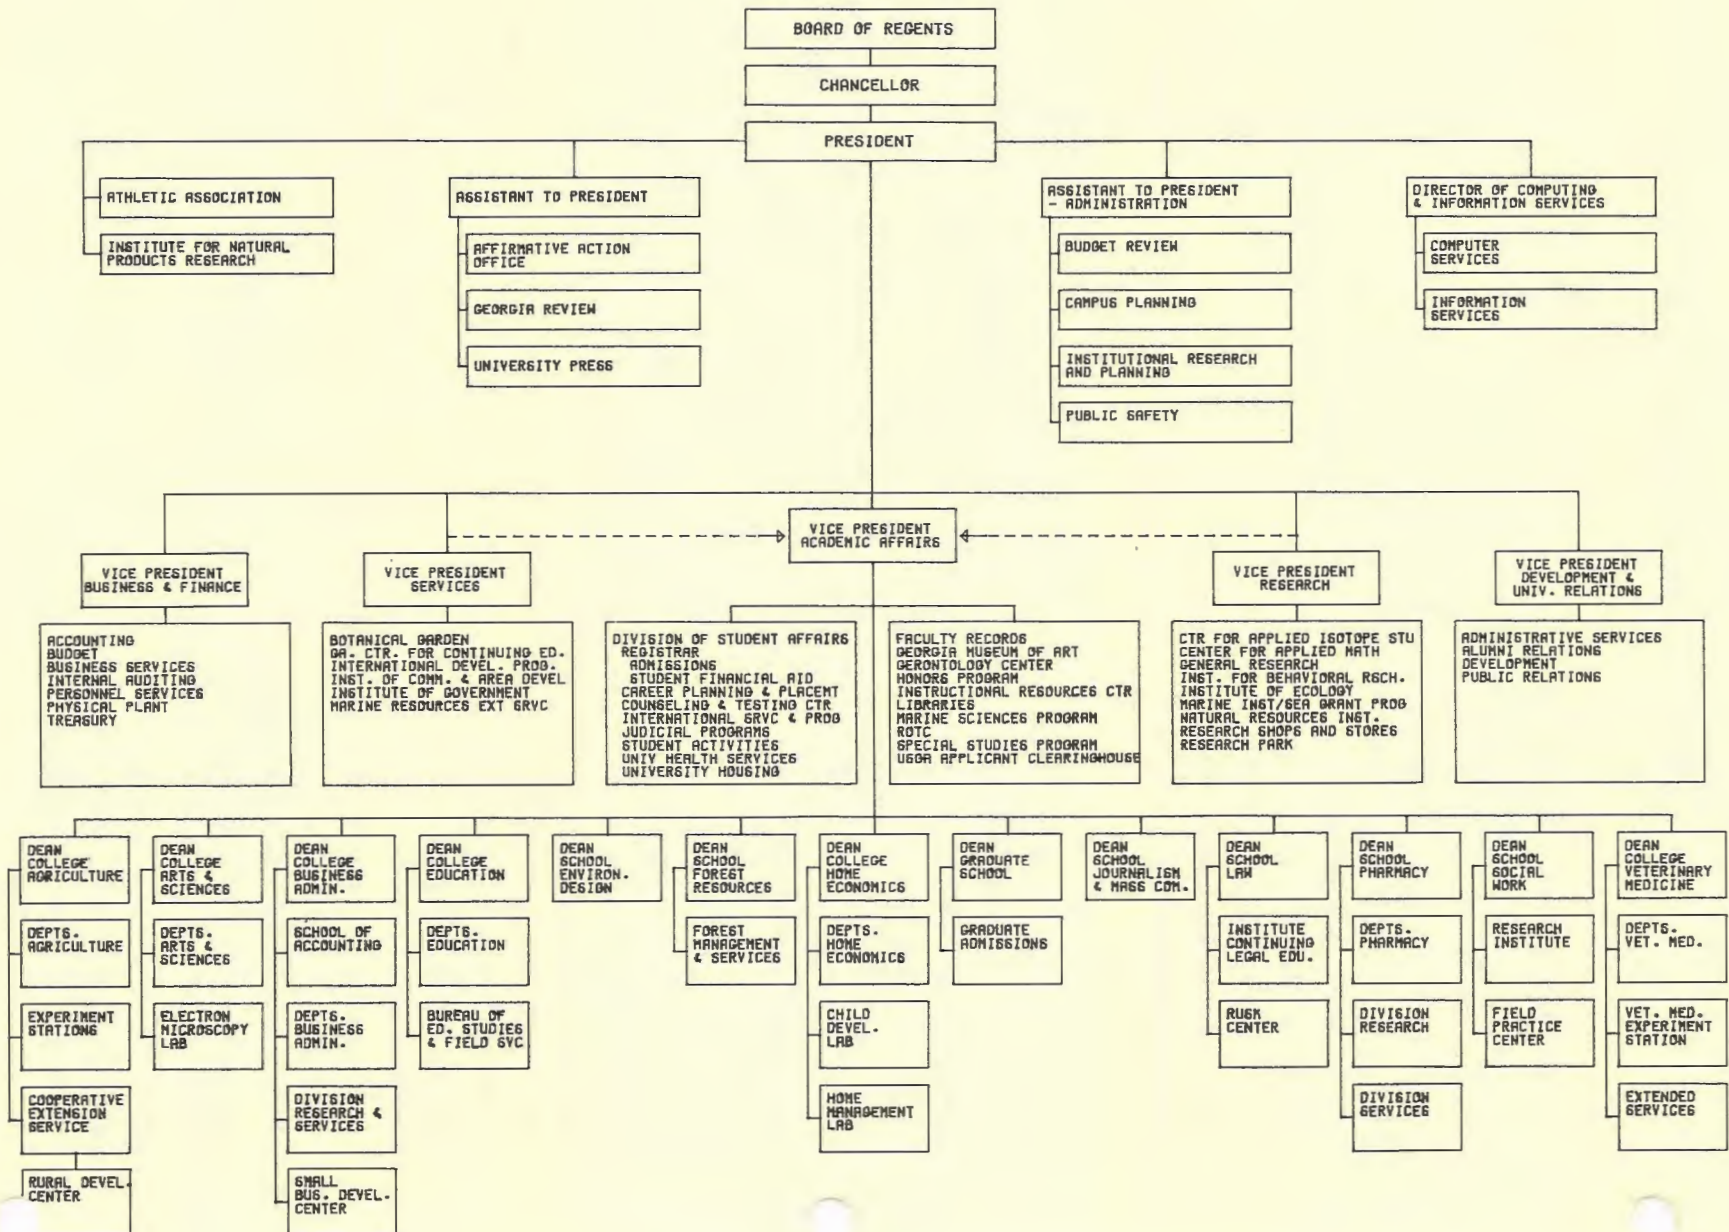 BOARD OF REGENTS
CHANCELLOR
PRESIDENT
ATHLETIC ASSOCIATION
INSTITUTE FOR NATURAL
PRODUCTS RESEARCH
ASSISTANT TO PRESIDENT
AFFIRMATIVE ACTION
OFFICE
GEORGIA REVIEW
UNIVERSITY PRESS
ASSISTANT TO PRESIDENT
- ADMINISTRATION
BUDGET REVIEW
CAMPUS PLANNING
INSTITUTIONAL RESEARCH
AND PLANNING
PUBLIC SAFETY
DIRECTOR OF COMPUTING
& INFORMATION SERVICES
COMPUTER
SERVICES
INFORMATION
SERVICES
VICE PRESIDENT
ACADEMIC AFFAIRS
VICE PRESIDENT
BUSINESS & FINANCE
ACCOUNTING
BUDGET
BUSINESS SERVICES
INTERNAL AUDITING
PERSONNEL SERVICES
PHYSICAL PLANT
TREASURY
VICE PRESIDENT
SERVICES
BOTANICAL GARDEN
GA. CTR. FOR CONTINUING ED.
INTERNATIONAL DEVEL. PROG.
INST. OF COMM. & AREA DEVEL
INSTITUTE OF GOVERNMENT
MARINE RESOURCES EXT SRVC
DIVISION OF STUDENT AFFAIRS
REGISTRAR
ADMISSIONS
STUDENT FINANCIAL AID
CAREER PLANNING & PLACEMT
COUNSELING & TESTING CTR
INTERNATIONAL SRVC & PROG
JUDICIAL PROGRAMS
STUDENT ACTIVITIES
UNIV HEALTH SERVICES
UNIVERSITY HOUSING
FACULTY RECORDS
GEORGIA MUSEUM OF ART
GERONTOLOGY CENTER
HONORS PROGRAM
INSTRUCTIONAL RESOURCES CTR
LIBRARIES
MARINE SCIENCES PROGRAM
ROTC
SPECIAL STUDIES PROGRAM
USGA APPLICANT CLEARINGHOUSE
VICE PRESIDENT
RESEARCH
CTR FOR APPLIED ISOTOPE STU
CENTER FOR APPLIED MATH
GENERAL RESEARCH
INST. FOR BEHAVIORAL RSCH.
INSTITUTE OF ECOLOGY
MARINE INST/SEA GRANT PROG
NATURAL RESOURCES INST.
RESEARCH SHOPS AND STORES
RESEARCH PARK
VICE PRESIDENT
DEVELOPMENT &
UNIV. RELATIONS
ADMINISTRATIVE SERVICES
ALUMNI RELATIONS
DEVELOPMENT
PUBLIC RELATIONS
DEAN
COLLEGE
AGRICULTURE
DEPTS.
AGRICULTURE
EXPERIMENT
STATIONS
COOPERATIVE
EXTENSION
SERVICE
RURAL DEVEL.
CENTER
DEAN
COLLEGE
ARTS &
SCIENCES
DEPTS.
ARTS &
SCIENCES
ELECTRON
MICROSCOPY
LAB
DEAN
COLLEGE
BUSINESS
ADMIN.
SCHOOL OF
ACCOUNTING
DEPTS.
BUSINESS
ADMIN.
DIVISION
RESEARCH &
SERVICES
SMALL
BUS. DEVEL.
CENTER
DEAN
COLLEGE
EDUCATION
DEPTS.
EDUCATION
BUREAU OF
ED. STUDIES
& FIELD SVC
DEAN
SCHOOL
ENVIRON.
DESIGN
DEAN
SCHOOL
FOREST
RESOURCES
FOREST
MANAGEMENT
& SERVICES
DEAN
COLLEGE
HOME
ECONOMICS
DEPTS.
HOME
ECONOMICS
CHILD
DEVEL.
LAB
HOME
MANAGEMENT
LAB
DEAN
GRADUATE
SCHOOL
GRADUATE
ADMISSIONS
DEAN
SCHOOL
JOURNALISM
& MASS COM.
DEAN
SCHOOL
LAW
INSTITUTE
CONTINUING
LEGAL EDU.
RUSK
CENTER
DEAN
SCHOOL
PHARMACY
DEPTS.
PHARMACY
DIVISION
RESEARCH
DIVISION
SERVICES
DEAN
SCHOOL
SOCIAL
WORK
RESEARCH
INSTITUTE
FIELD
PRACTICE
CENTER
DEAN
COLLEGE
VETERINARY
MEDICINE
DEPTS.
VET. MED.
VET. MED.
EXPERIMENT
STATION
EXTENDED
SERVICES